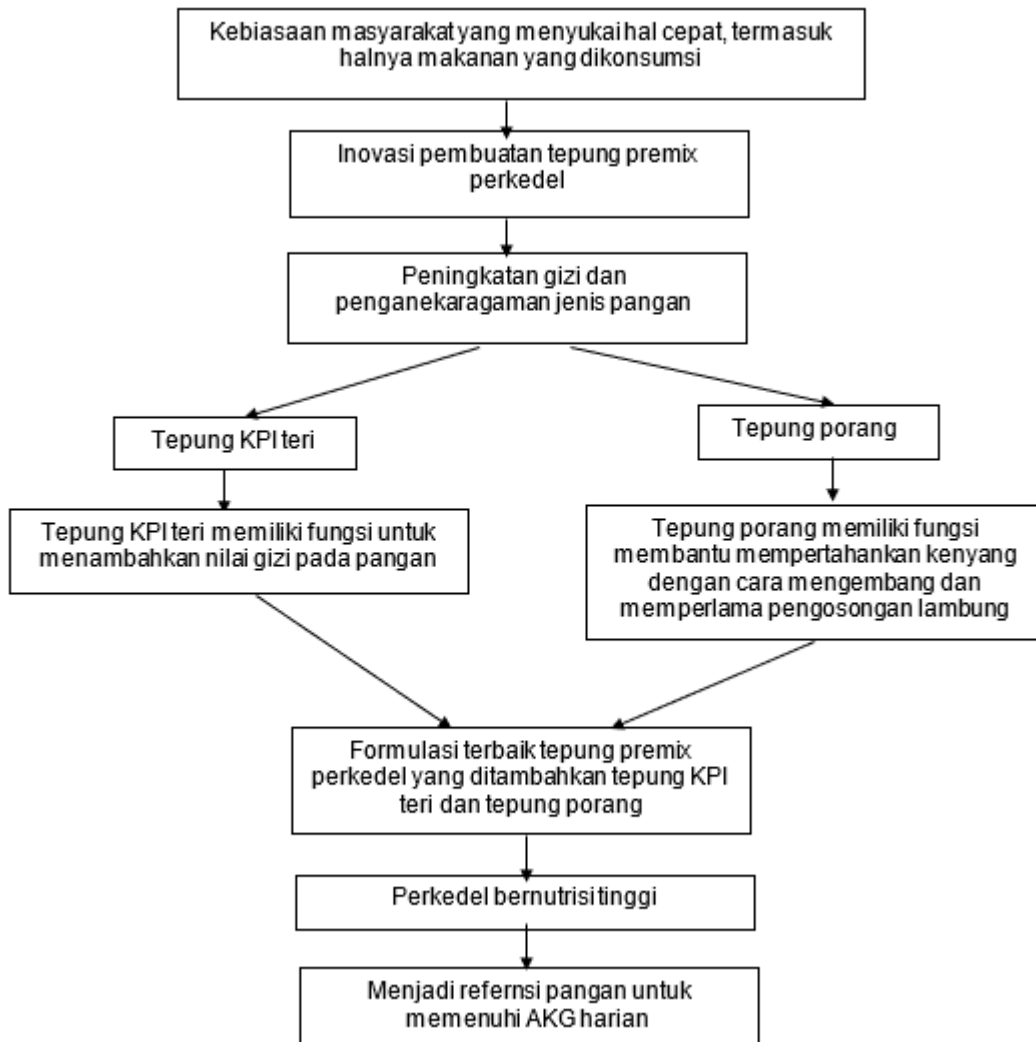 Kebiasaan masyarakat yang menyukai hal cepat, termasuk
halnya makanan yang dikonsumsi
Inovasi pembuatan tepung premix
perkedel
Peningkatan gizi dan
penganekaragaman jenis pangan
Tepung KPI teri
Tepung porang
Tepung KPI teri memiliki fungsi untuk
menambahkan nilai gizi pada pangan
Tepung porang memiliki fungsi
membantu mempertahankan kenyang
dengan cara mengembang dan
memperlama pengosongan lambung
Formulasi terbaik tepung premix
perkedel yang ditambahkan tepung KPI
teri dan tepung porang
Perkedel bernutrisi tinggi
Menjadi refernsi pangan untuk
memenuhi AKG harian